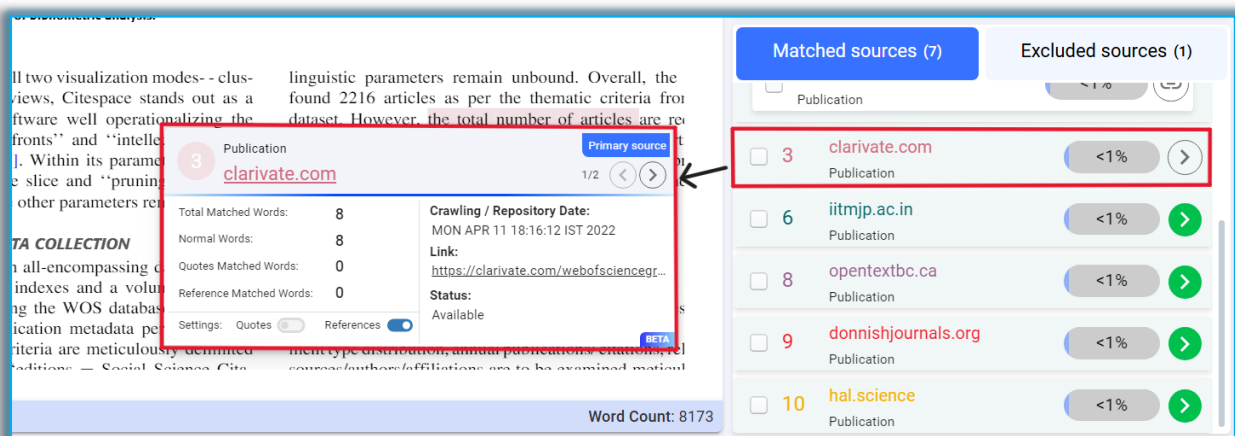 of bibliometric analysis.
ll two visualization modes- - clus-
views, Citespace stands out as a
ftware well operationalizing the
fronts’’ and ‘‘intelle
]. Within its parame
e slice and ‘‘pruning
other parameters re
TA COLLECTION
n all-encompassing d
indexes and a volu
ng the WOS databas
ication metadata pe
riteria are meticulously delimited
editions — Social Science Cita-
linguistic parameters remain unbound. Overall, the
found 2216 articles as per the thematic criteria from
dataset. However, the total number of articles are re
ment type distribution, annual publications/citations, rel
sources/authors/affiliations are to be examined meticul
3
Publication
clarivate.com
Primary source
1/2
Total Matched Words: 8
Normal Words: 8
Quotes Matched Words: 0
Reference Matched Words: 0
Settings: Quotes References
Crawling / Repository Date:
MON APR 11 18:16:12 IST 2022
Link:
https://clarivate.com/webofsciencegr...
Status:
Available
BETA
Word Count: 8173
Matched sources (7)
Excluded sources (1)
Publication
<1%
3 clarivate.com <1%
Publication
6 iitmjp.ac.in <1%
Publication
8 opentextbc.ca <1%
Publication
9 donnishjournals.org <1%
Publication
10 hal.science <1%
Publication